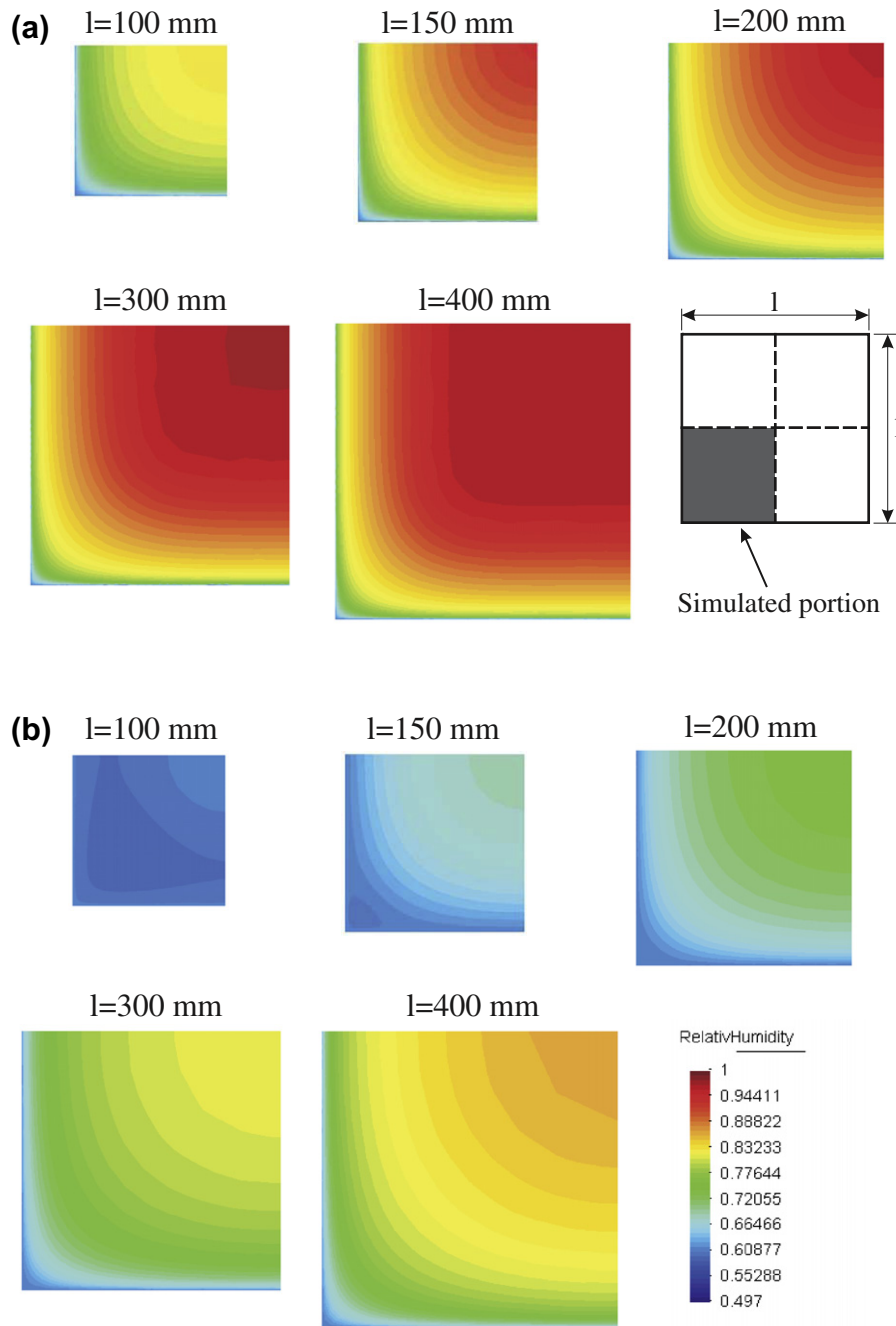 (a)
l=100 mm
l=150 mm
l=200 mm
l=300 mm
l=400 mm
l
Simulated portion
(b)
l=100 mm
l=150 mm
l=200 mm
l=300 mm
l=400 mm
RelativHumidity
1
0.94411
0.88822
0.83233
0.77644
0.72055
0.66466
0.60877
0.55288
0.497